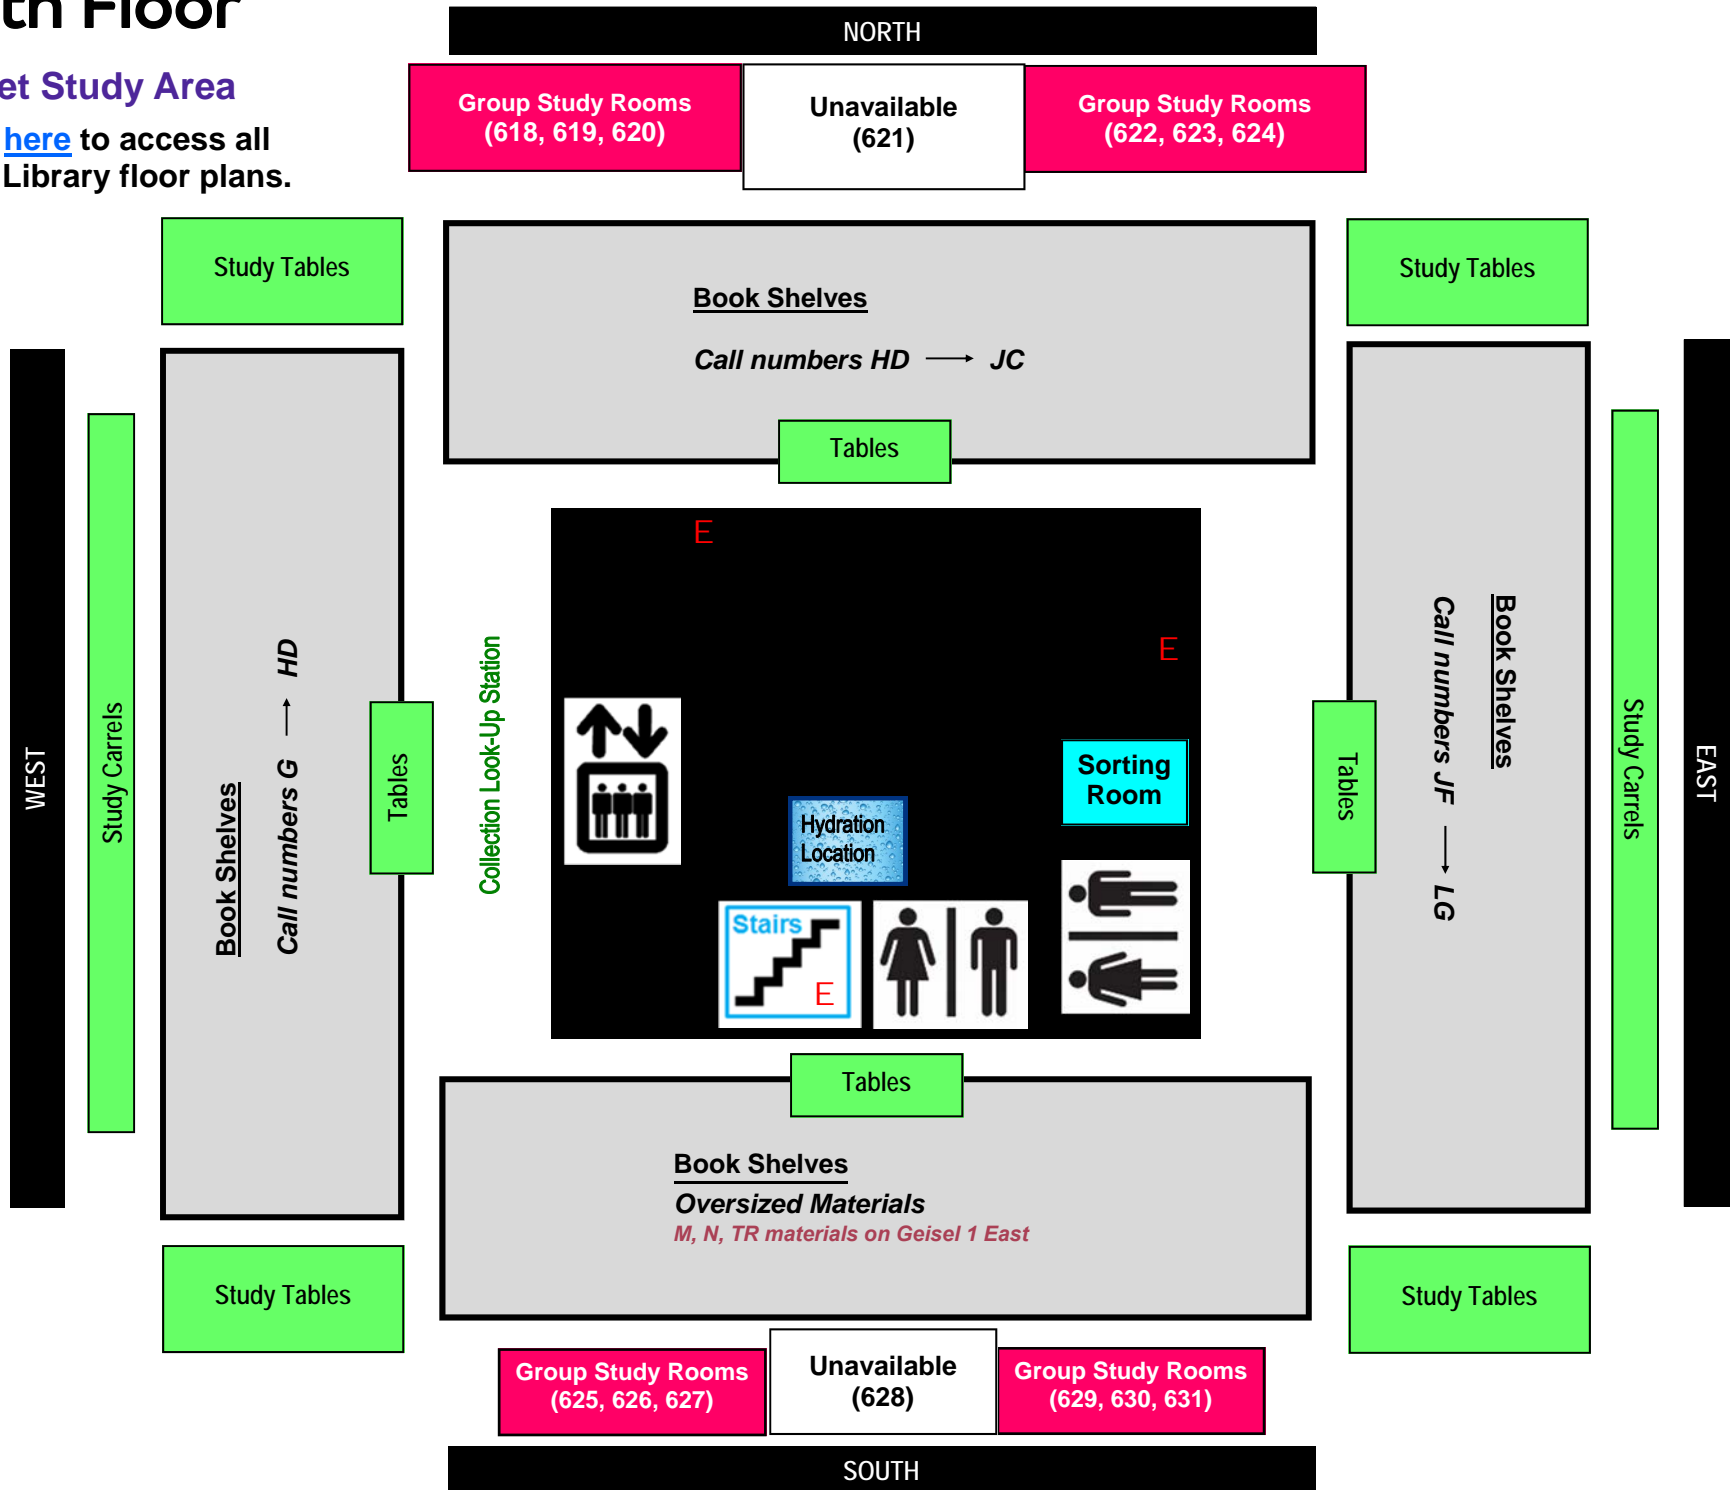 th Floor
et Study Area
here to access all
Library floor plans.
NORTH
Group Study Rooms
(618, 619, 620)
Unavailable
(621)
Group Study Rooms
(622, 623, 624)
Study Tables
Book Shelves
Call numbers HD → JC
Tables
Study Tables
WEST
Study Carrels
Book Shelves
Call numbers G → HD
Tables
Collection Look-Up Station
E
E
Sorting
Room
Hydration
Location
Stairs
E
Tables
Book Shelves
Call numbers JF → LG
Study Carrels
EAST
Tables
Book Shelves
Oversized Materials
M, N, TR materials on Geisel 1 East
Study Tables
Study Tables
Group Study Rooms
(625, 626, 627)
Unavailable
(628)
Group Study Rooms
(629, 630, 631)
SOUTH